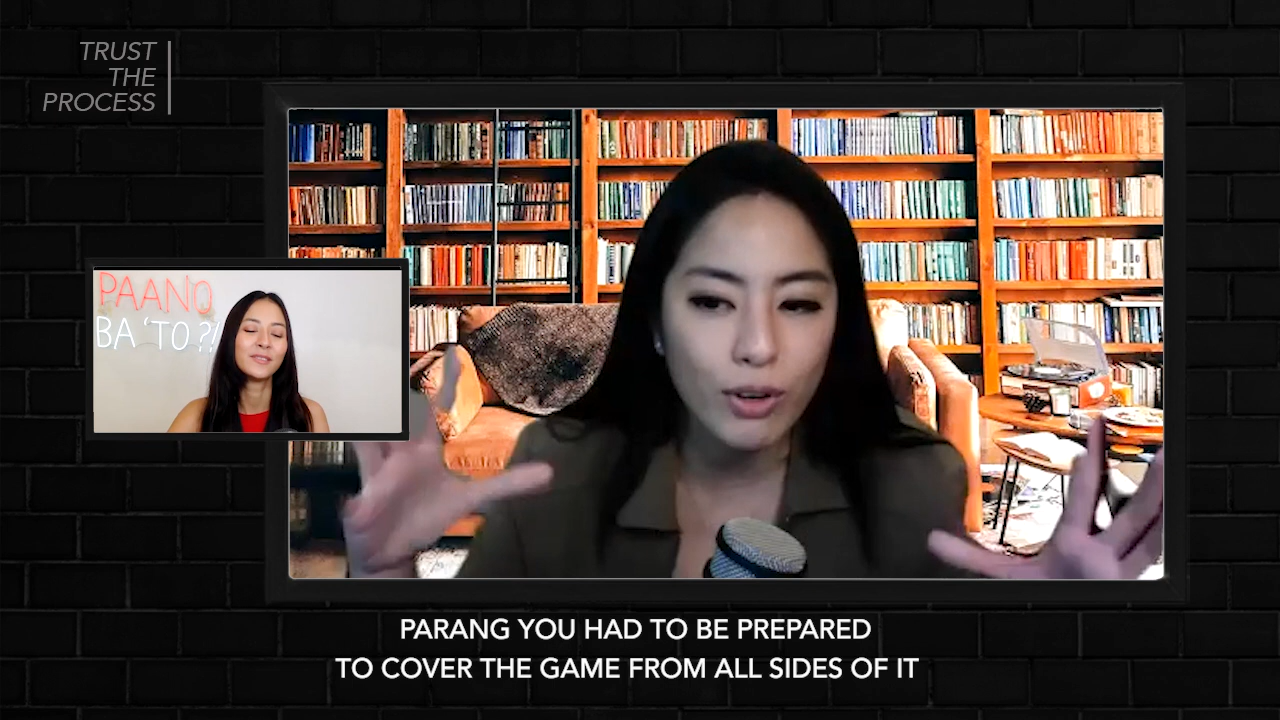 TRUST
THE
PROCESS
PAANO
BA 'TO ?!
PARANG YOU HAD TO BE PREPARED
TO COVER THE GAME FROM ALL SIDES OF IT